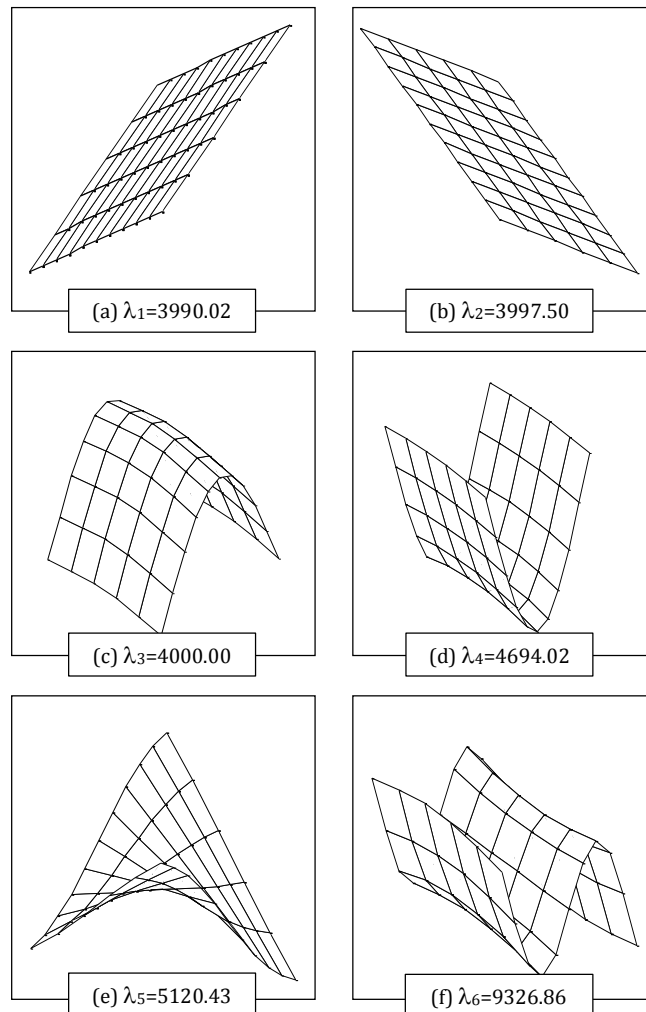 (a) λ1=3990.02
(b) λ2=3997.50
(c) λ3=4000.00
(d) λ4=4694.02
(e) λ5=5120.43
(f) λ6=9326.86